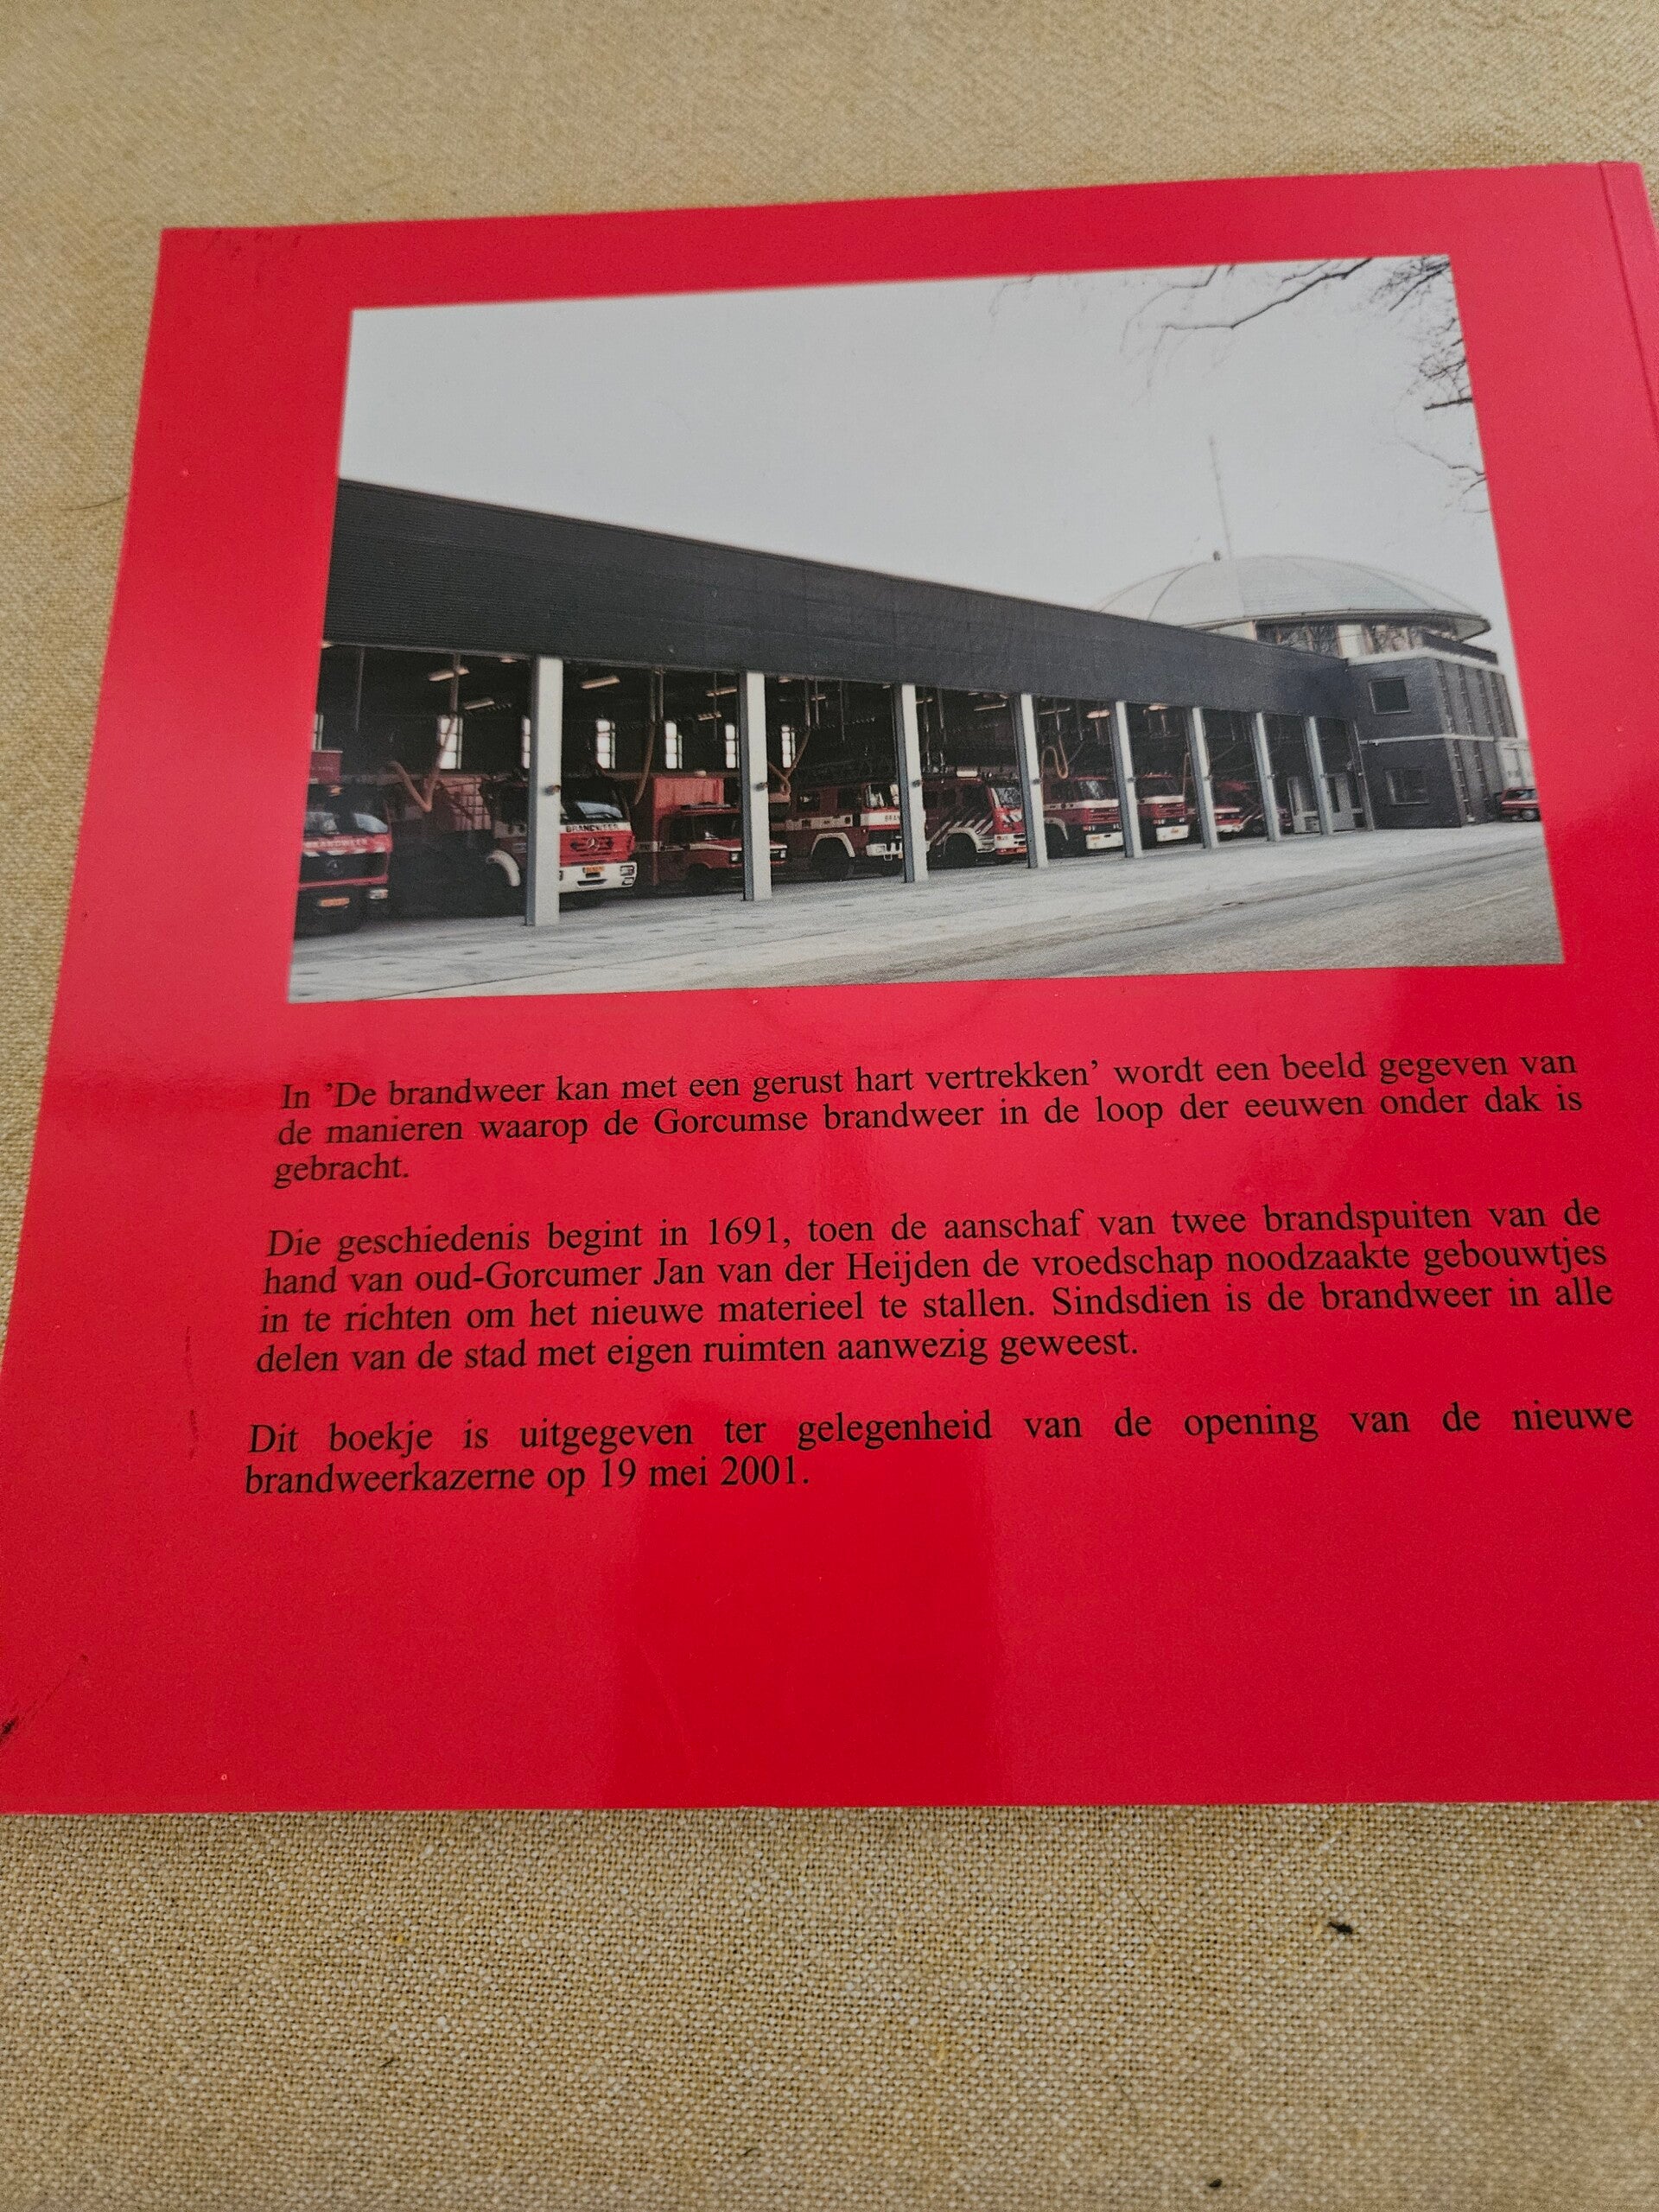 BRANDWEER
BRANDWEER
BRAN
In ’De brandweer kan met een gerust hart vertrekken’ wordt een beeld gegeven van
de manieren waarop de Gorcumse brandweer in de loop der eeuwen onder dak is
gebracht.
Die geschiedenis begint in 1691, toen de aanschaf van twee brandspuiten van de
hand van oud-Gorcumer Jan van der Heijden de vroedschap noodzaakte gebouwtjes
in te richten om het nieuwe materieel te stallen. Sindsdien is de brandweer in alle
delen van de stad met eigen ruimten aanwezig geweest.
Dit boekje is uitgegeven ter gelegenheid van de opening van de nieuwe
brandweerkazerne op 19 mei 2001.